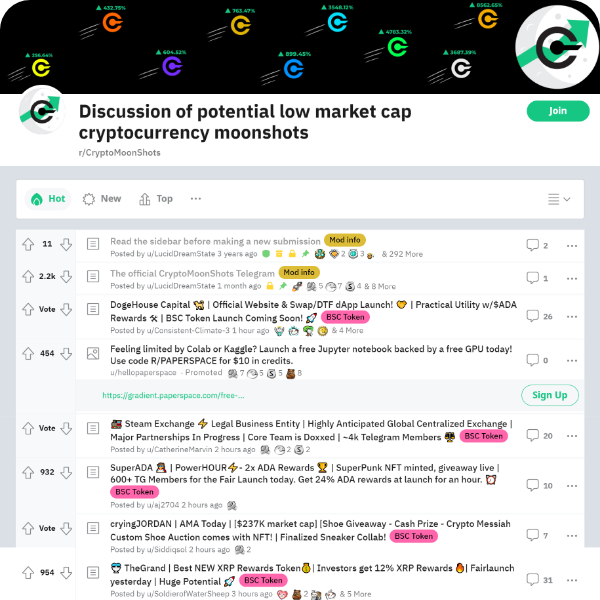 ▲ 432.75%
▲ 763.47%
▲ 3548.12%
▲ 8562.65%
▲ 4783.32%
▲ 604.52%
▲ 899.45%
▲ 3687.39%
Discussion of potential low market cap
cryptocurrency moonshots
Join
r/CryptoMoonShots
Hot
New
Top
11
Read the sidebar before making a new submission Mod info
Posted by u/LucidDreamState 3 years ago 2 3 & 292 More
2
2.2k
The official CryptoMoonShots Telegram Mod info
Posted by u/LucidDreamState 1 month ago 4 & 8 More
1
Vote
DogeHouse Capital 🐕 | Official Website & Swap/DTF dApp Launch! 🤝 | Practical Utility w/$ADA
Rewards 🛠 | BSC Token Launch Coming Soon! 🚀 BSC Token
Posted by u/Consistent-Climate-3 1 hour ago & 4 More
26
454
Feeling limited by Colab or Kaggle? Launch a free Jupyter notebook backed by a free GPU today!
Use code R/PAPERSPACE for $10 in credits.
u/hellopaperspace · Promoted 7 5 5 8
0
https://gradient.paperspace.com/free-...
Sign Up
Vote
🚂 Steam Exchange ⚡ Legal Business Entity | Highly Anticipated Global Centralized Exchange |
Major Partnerships In Progress | Core Team is Doxxed | ~4k Telegram Members BSC Token
Posted by u/CatherineMarvin 2 hours ago 2 2
20
932
SuperADA | PowerHOUR⚡- 2x ADA Rewards 🏆 | SuperPunk NFT minted, giveaway live |
600+ TG Members for the Fair Launch today. Get 24% ADA rewards at launch for an hour. ⏰
BSC Token
Posted by u/aj2704 2 hours ago
10
Vote
cryingJORDAN | AMA Today | [$237K market cap] [Shoe Giveaway - Cash Prize - Crypto Messiah
Custom Shoe Auction comes with NFT! | Finalized Sneaker Collab! BSC Token
Posted by u/Siddiqsol 2 hours ago 2
7
954
TheGrand | Best NEW XRP Rewards Token💰| Investors get 12% XRP Rewards 🔥| Fairlaunch
yesterday | Huge Potential 🚀 BSC Token
Posted by u/SoldierofWaterSheep 3 hours ago 2 & 5 More
31